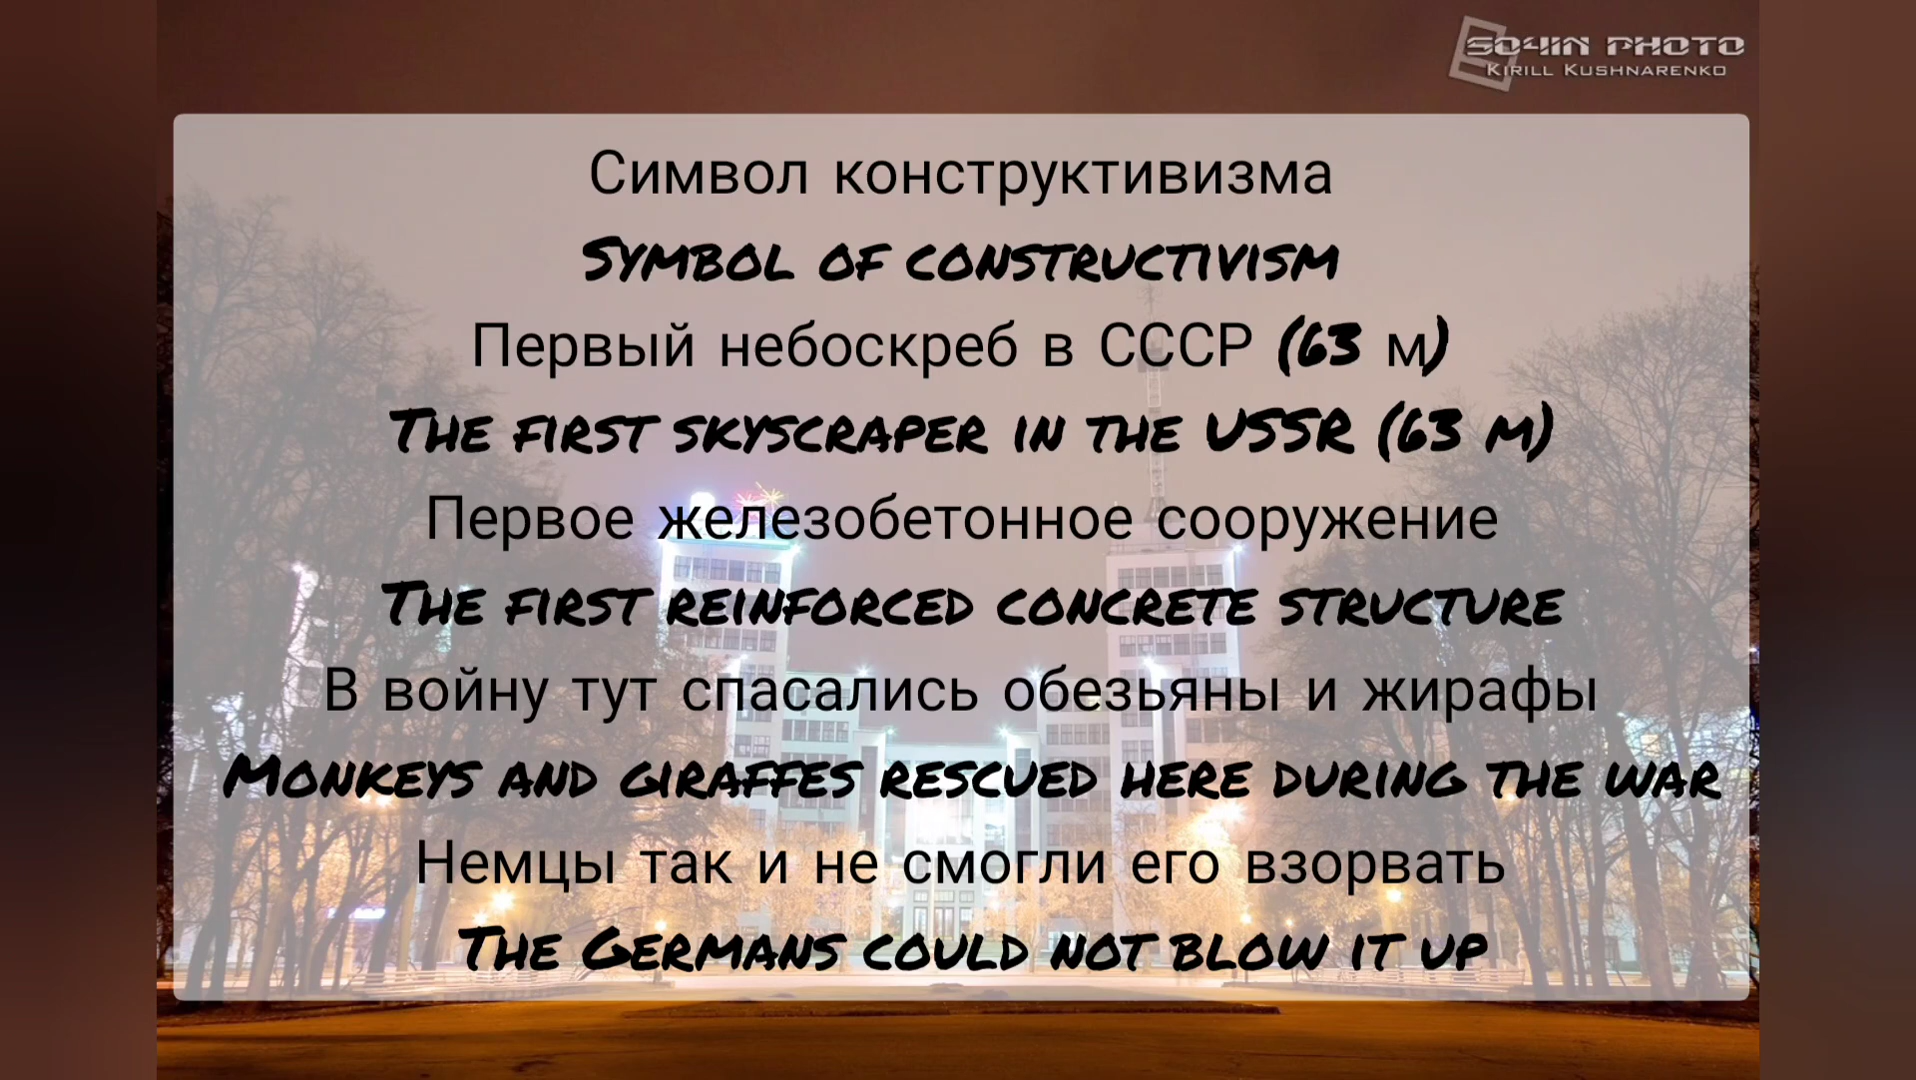 SO4IN PHOTO
KIRILL KUSHNARENKO
Символ конструктивизма
SYMBOL OF CONSTRUCTIVISM
Первый небоскреб в СССР (63 м)
THE FIRST SKYSCRAPER IN THE USSR (63 M)
Первое железобетонное сооружение
THE FIRST REINFORCED CONCRETE STRUCTURE
В войну тут спасались обезьяны и жирафы
MONKEYS AND GIRAFFES RESCUED HERE DURING THE WAR
Немцы так и не смогли его взорвать
THE GERMANS COULD NOT BLOW IT UP